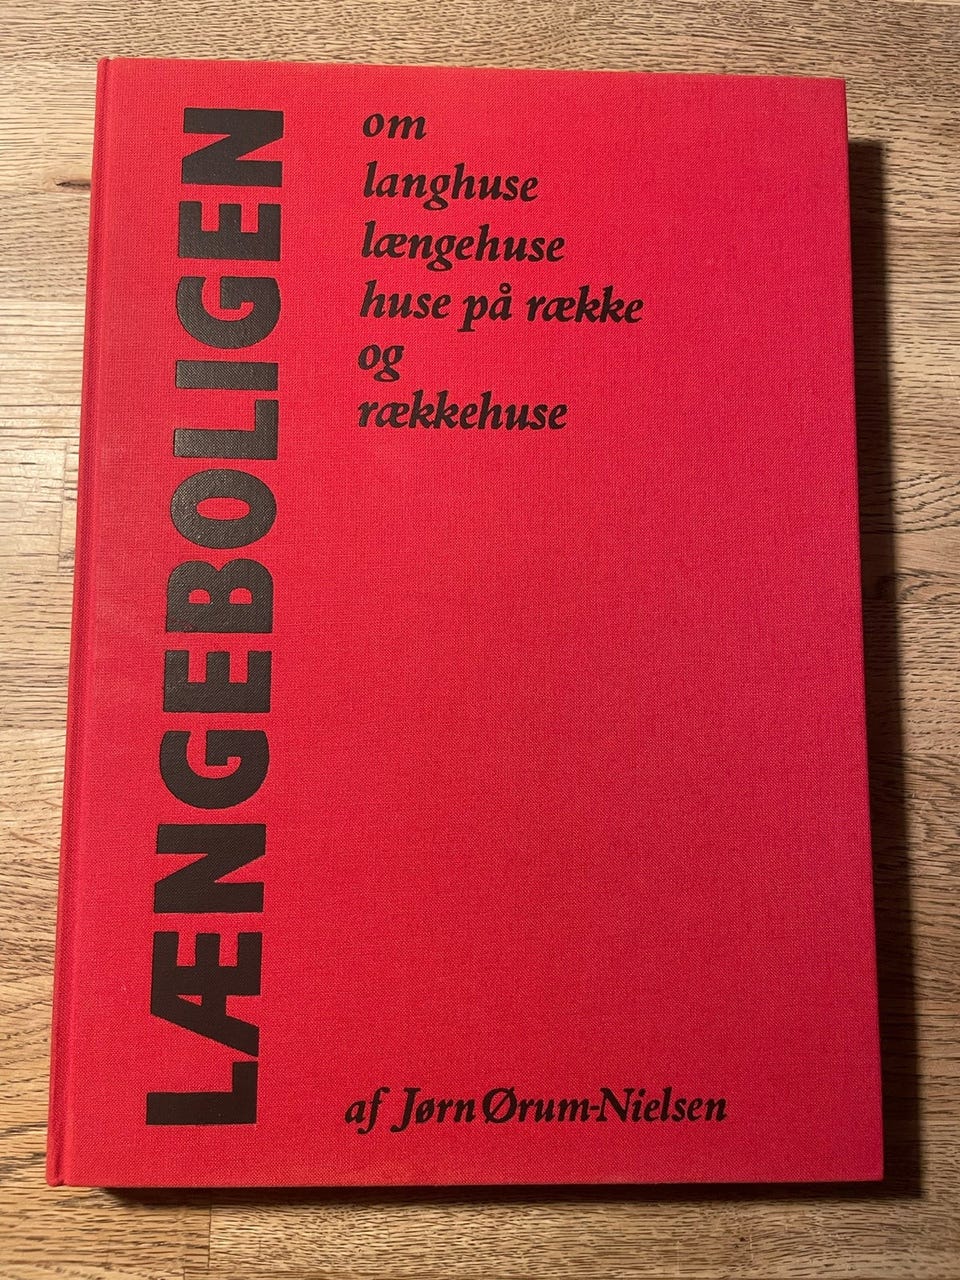 LÆNGEBOLIGEN
om
langhuse
længehuse
huse på række
og
rækkehuse
af Jørn Ørum-Nielsen